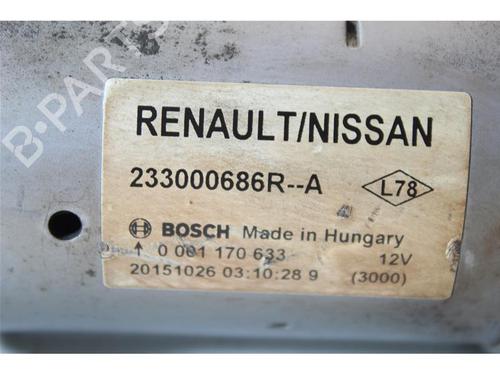 B-PARTS
RENAULT/NISSAN
233000686R--A
L78
BOSCH Made in Hungary
↑ 0 001 170 633 12V
20151026 03:10:28 9 (3000)